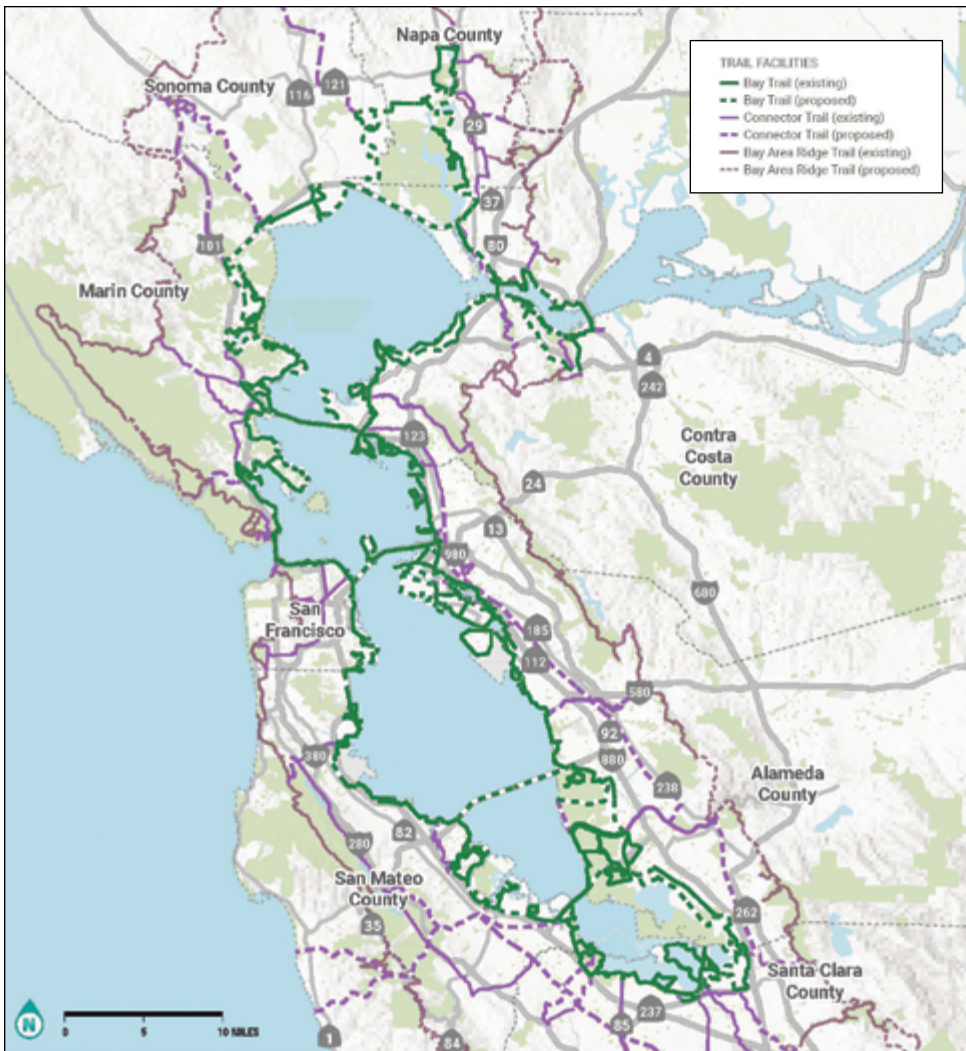 Napa County
TRAIL FACILITIES
Bay Trail (existing)
Bay Trail (proposed)
Connector Trail (existing)
Connector Trail (proposed)
Bay Area Ridge Trail (existing)
Bay Area Ridge Trail (proposed)
Sonoma County
121
116
29
37
101
80
Marin County
4
242
123
Contra
Costa
County
24
13
980
680
San
Francisco
185
112
580
92
380
880
238
Alameda
County
82
280
San Mateo
County
35
262
Santa Clara
County
237
85
1
84
N
0
5
10 MILES